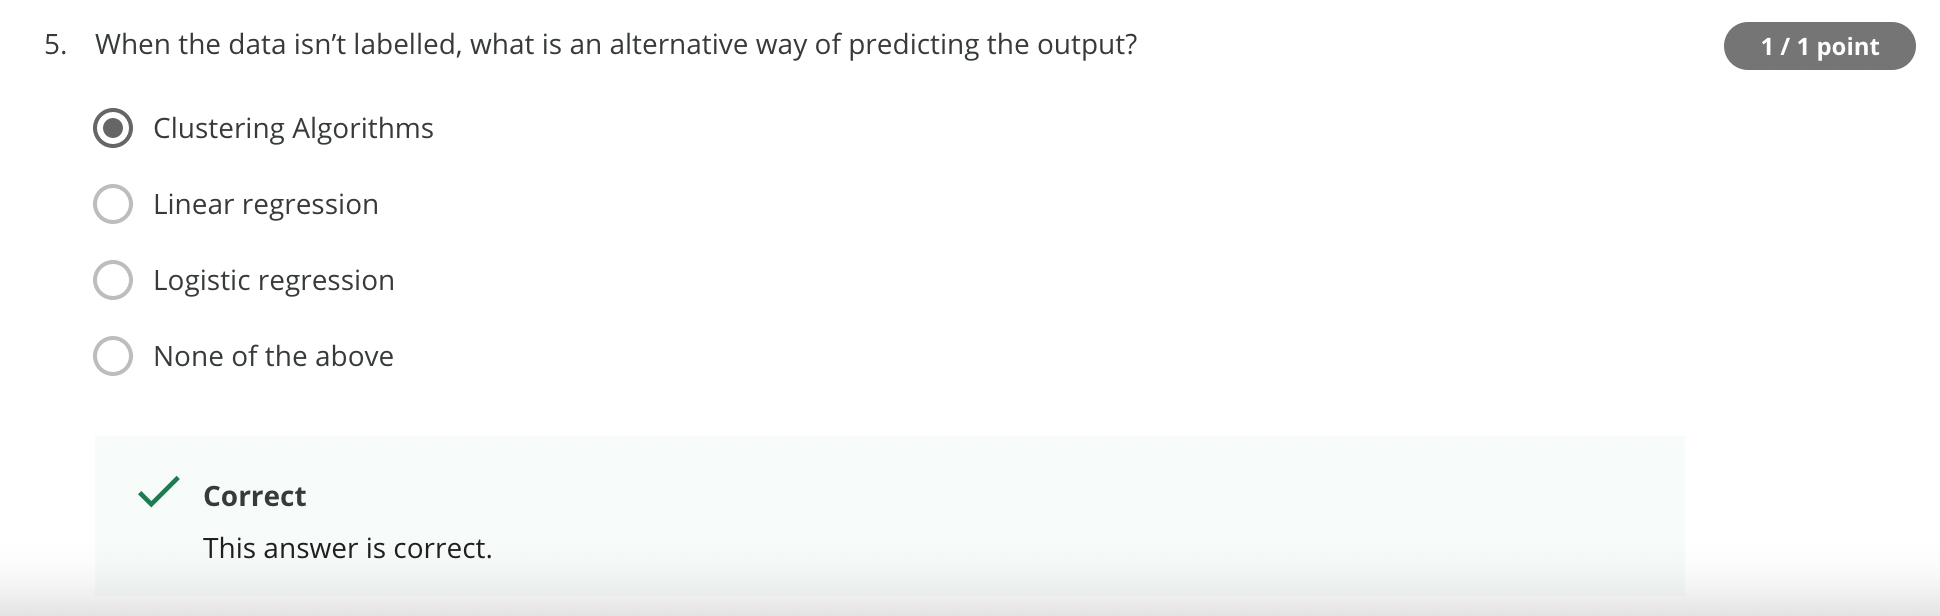 5. When the data isn’t labelled, what is an alternative way of predicting the output?
1 / 1 point
Clustering Algorithms
Linear regression
Logistic regression
None of the above
Correct
This answer is correct.